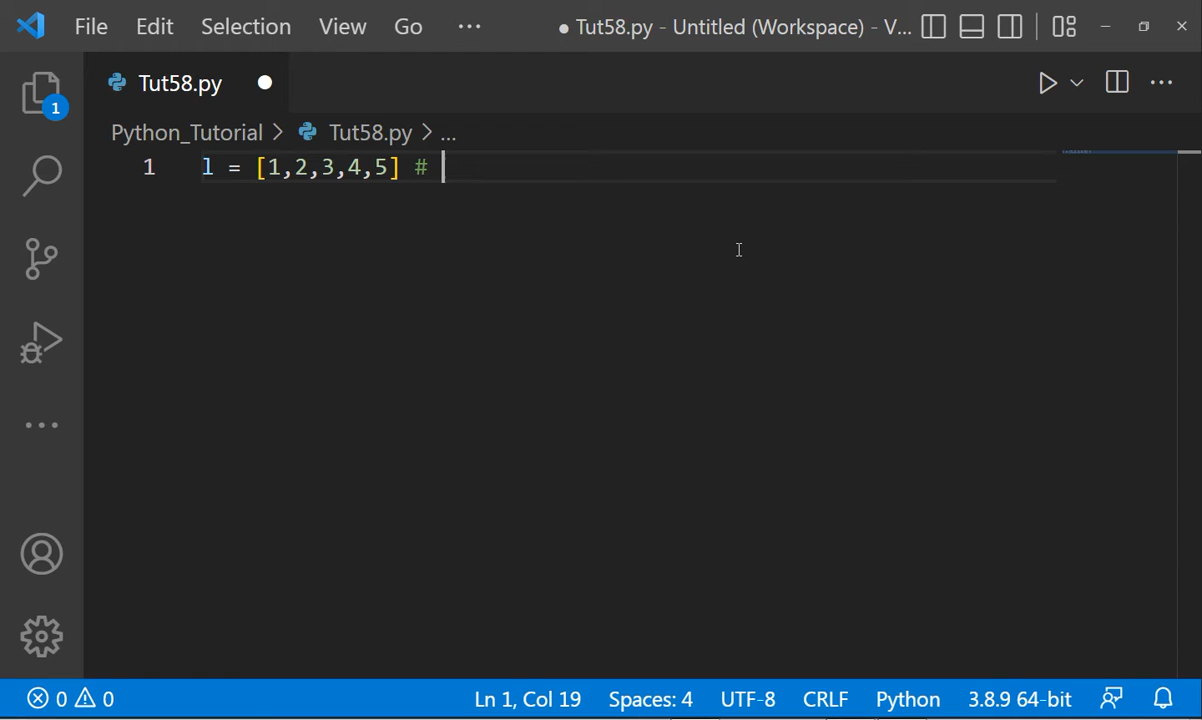 File Edit Selection View Go ··· ● Tut58.py - Untitled (Workspace) - V...
Tut58.py ●
Python_Tutorial > Tut58.py > ...
1 l = [1,2,3,4,5] #
1
0 0 Ln 1, Col 19 Spaces: 4 UTF-8 CRLF Python 3.8.9 64-bit